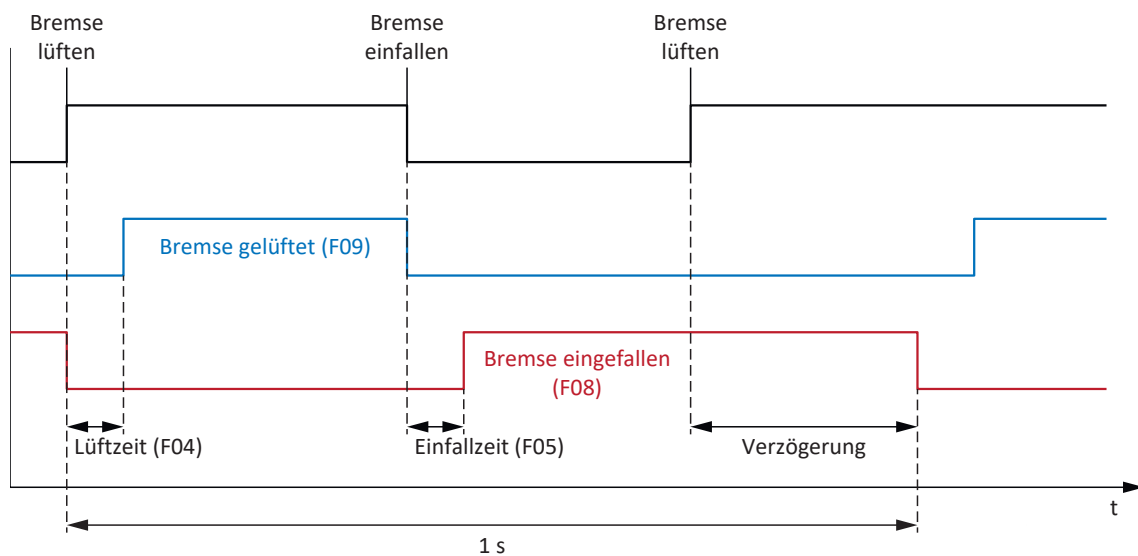 Bremse
lüften
Bremse
einfallen
Bremse
lüften
Bremse gelüftet (F09)
Bremse eingefallen
(F08)
Lüftzeit (F04)
Einfallzeit (F05)
Verzögerung
t
1 s